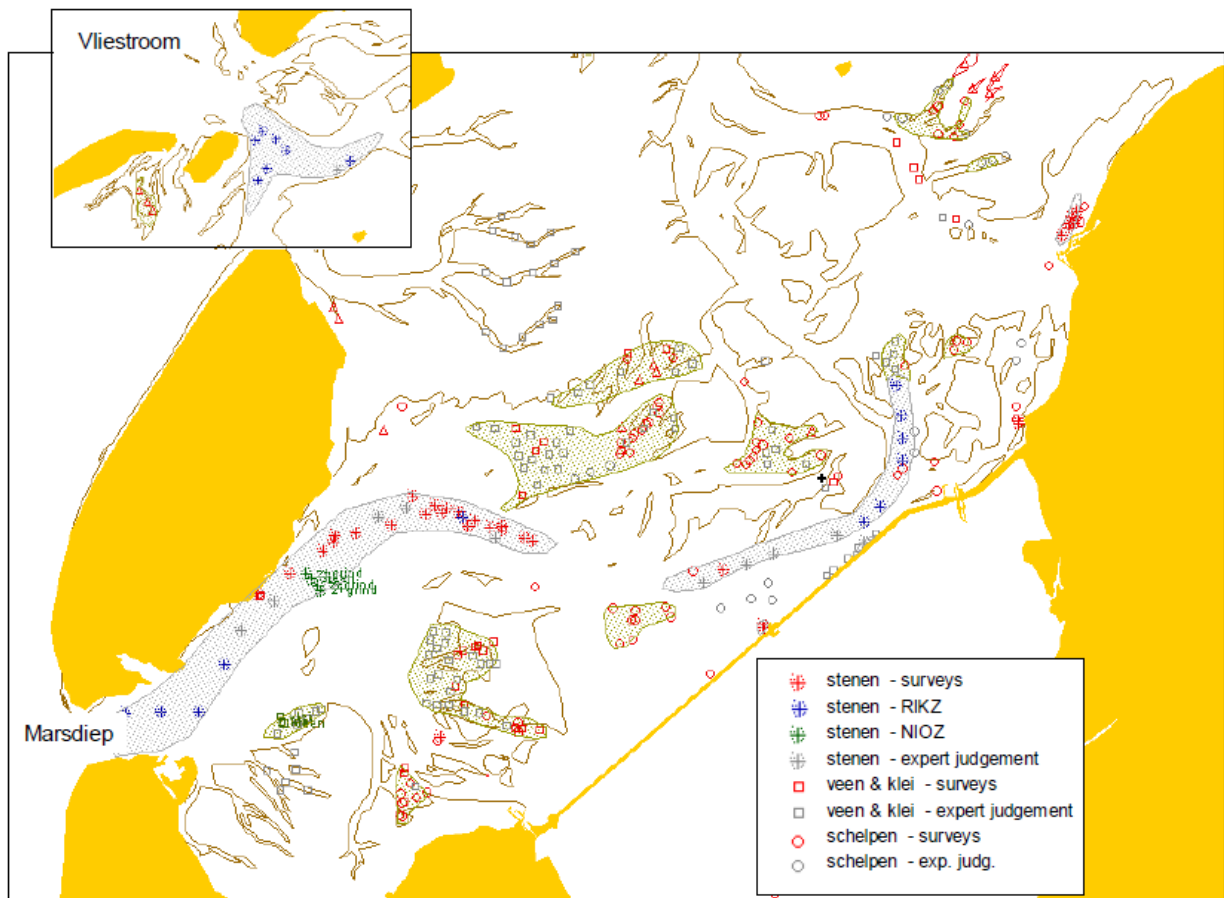 Vliestroom
Marsdiep
stenen - surveys
stenen - RIKZ
stenen - NIOZ
stenen - expert judgement
veen & klei - surveys
veen & klei - expert judgement
schelpen - surveys
schelpen - exp. judg.